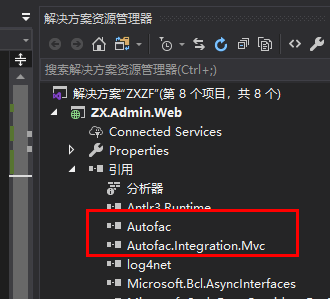 解决方案资源管理器
搜索解决方案资源管理器(Ctrl+;)
解决方案"ZXZF"(第 8 个项目，共 8 个)
ZX.Admin.Web
Connected Services
Properties
引用
分析器
Antlr3.Runtime
Autofac
Autofac.Integration.Mvc
log4net
Microsoft.Bcl.AsyncInterfaces